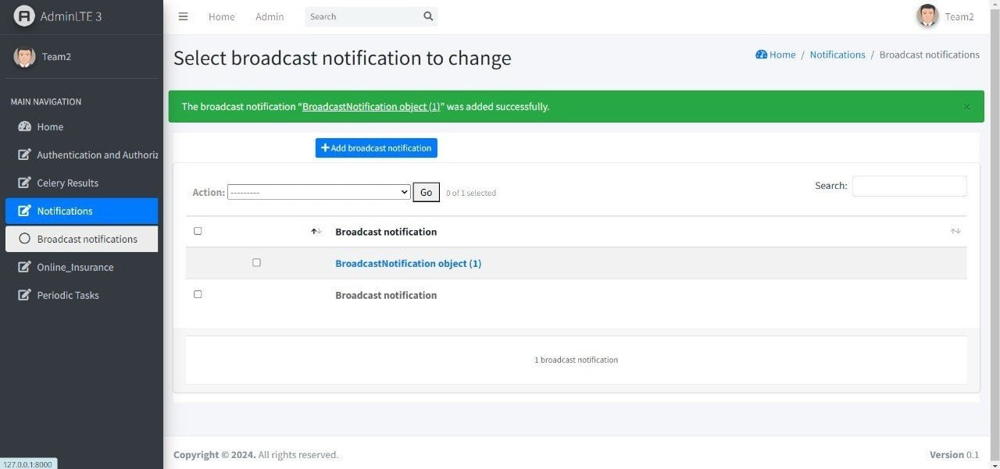 AdminLTE 3
Home Admin Search Team2
Team2
Select broadcast notification to change
Home / Notifications / Broadcast notifications
MAIN NAVIGATION
Home
Authentication and Authoriz
Celery Results
Notifications
Broadcast notifications
Online_Insurance
Periodic Tasks
The broadcast notification “BroadcastNotification object (1)” was added successfully. ×
Add broadcast notification
Action: --------- Go 0 of 1 selected
Search:
Broadcast notification
BroadcastNotification object (1)
Broadcast notification
1 broadcast notification
Copyright © 2024. All rights reserved.
Version 0.1
127.0.0.1:8000